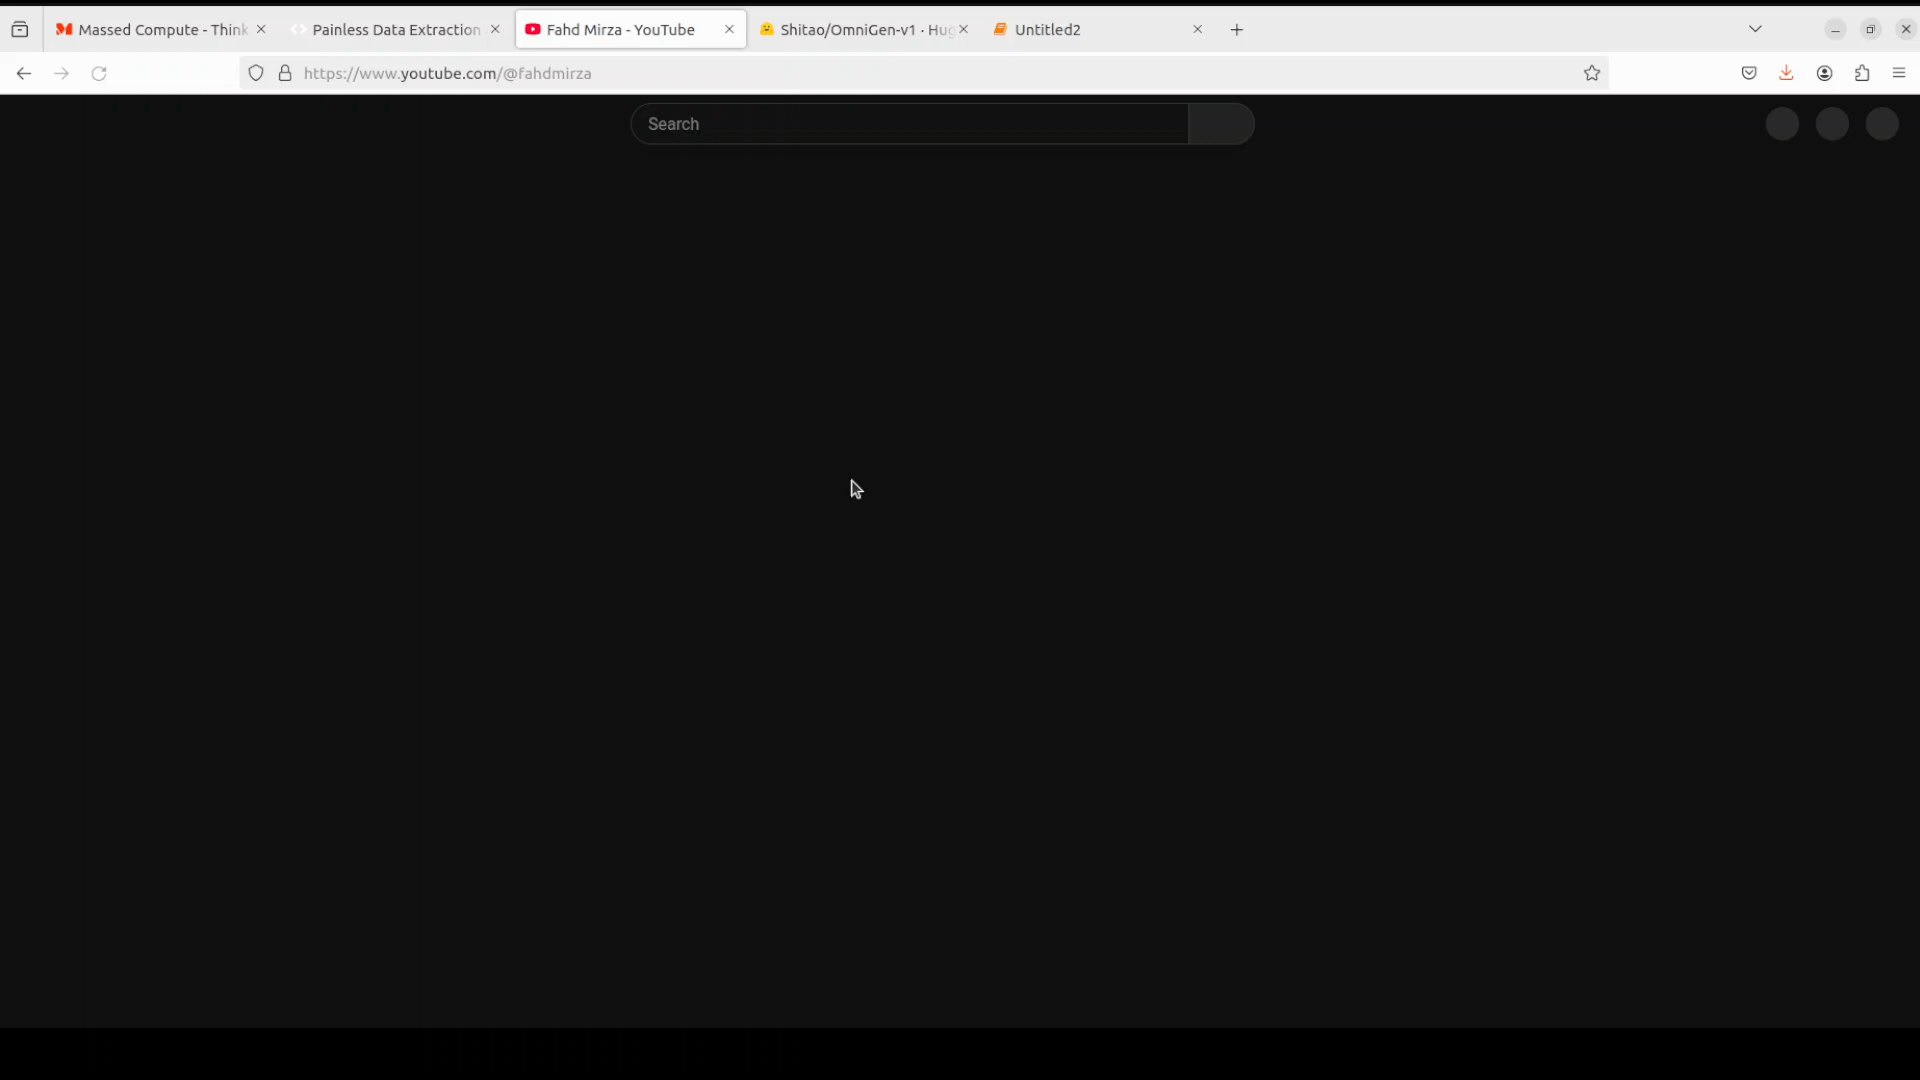 Massed Compute - Think
Painless Data Extraction
Fahd Mirza - YouTube
Shitao/OmniGen-v1 · Hug
Untitled2
https://www.youtube.com/@fahdmirza
Search